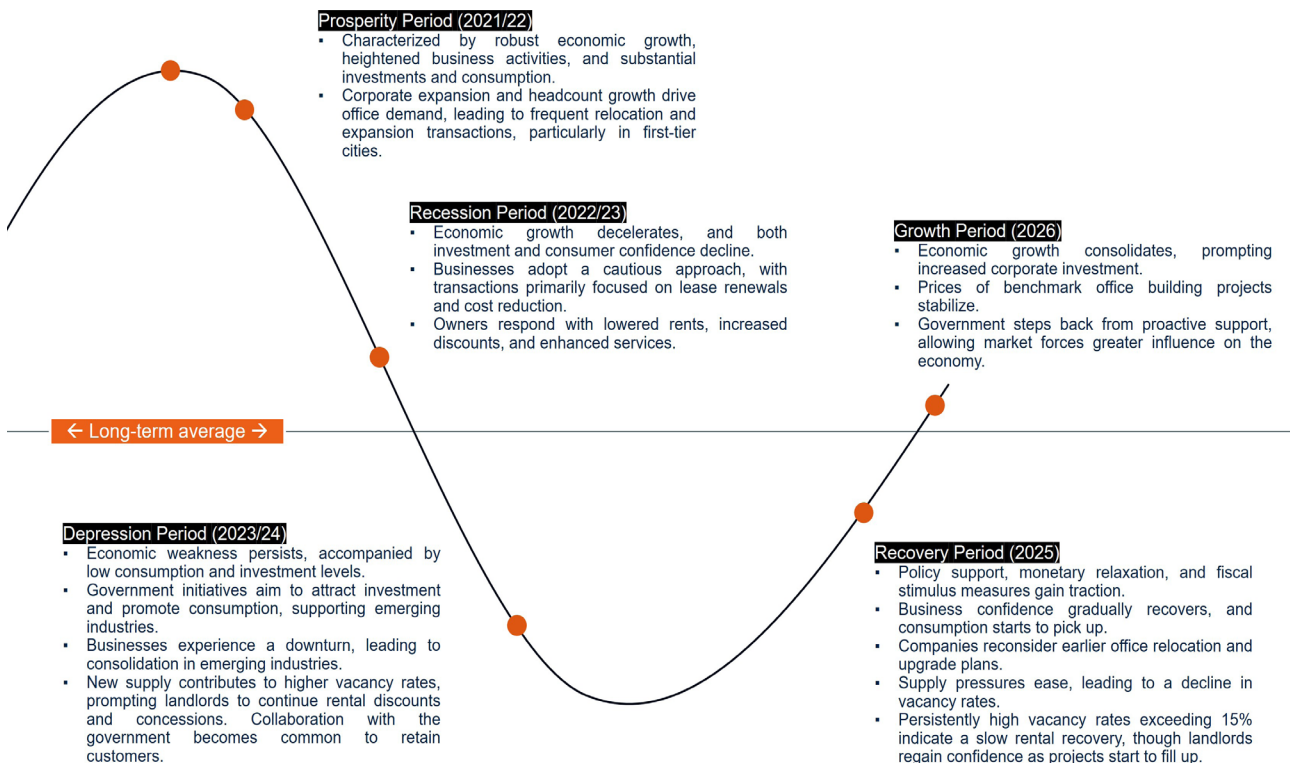 Prosperity Period (2021/22)
▪ Characterized by robust economic growth,
heightened business activities, and substantial
investments and consumption.
▪ Corporate expansion and headcount growth drive
office demand, leading to frequent relocation and
expansion transactions, particularly in first-tier
cities.
Recession Period (2022/23)
▪ Economic growth decelerates, and both
investment and consumer confidence decline.
▪ Businesses adopt a cautious approach, with
transactions primarily focused on lease renewals
and cost reduction.
▪ Owners respond with lowered rents, increased
discounts, and enhanced services.
Growth Period (2026)
▪ Economic growth consolidates, prompting
increased corporate investment.
▪ Prices of benchmark office building projects
stabilize.
▪ Government steps back from proactive support,
allowing market forces greater influence on the
economy.
← Long-term average →
Depression Period (2023/24)
▪ Economic weakness persists, accompanied by
low consumption and investment levels.
▪ Government initiatives aim to attract investment
and promote consumption, supporting emerging
industries.
▪ Businesses experience a downturn, leading to
consolidation in emerging industries.
▪ New supply contributes to higher vacancy rates,
prompting landlords to continue rental discounts
and concessions. Collaboration with the
government becomes common to retain
customers.
Recovery Period (2025)
▪ Policy support, monetary relaxation, and fiscal
stimulus measures gain traction.
▪ Business confidence gradually recovers, and
consumption starts to pick up.
▪ Companies reconsider earlier office relocation and
upgrade plans.
▪ Supply pressures ease, leading to a decline in
vacancy rates.
▪ Persistently high vacancy rates exceeding 15%
indicate a slow rental recovery, though landlords
regain confidence as projects start to fill up.